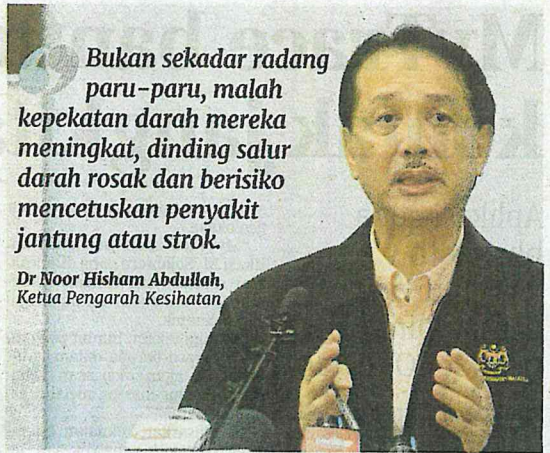 Bukan sekadar radang
paru-paru, malah
kepekatan darah mereka
meningkat, dinding salur
darah rosak dan berisiko
mencetuskan penyakit
jantung atau strok.
Dr Noor Hisham Abdullah,
Ketua Pengarah Kesihatan